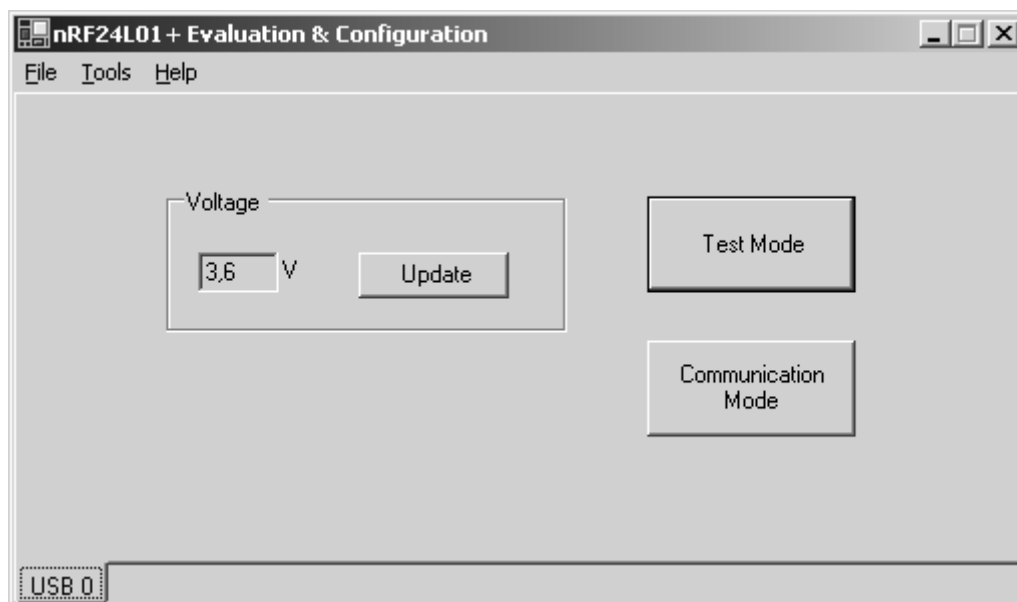 nRF24L01+ Evaluation & Configuration
File Tools Help
Voltage
3,6 V Update
Test Mode
Communication
Mode
USB 0